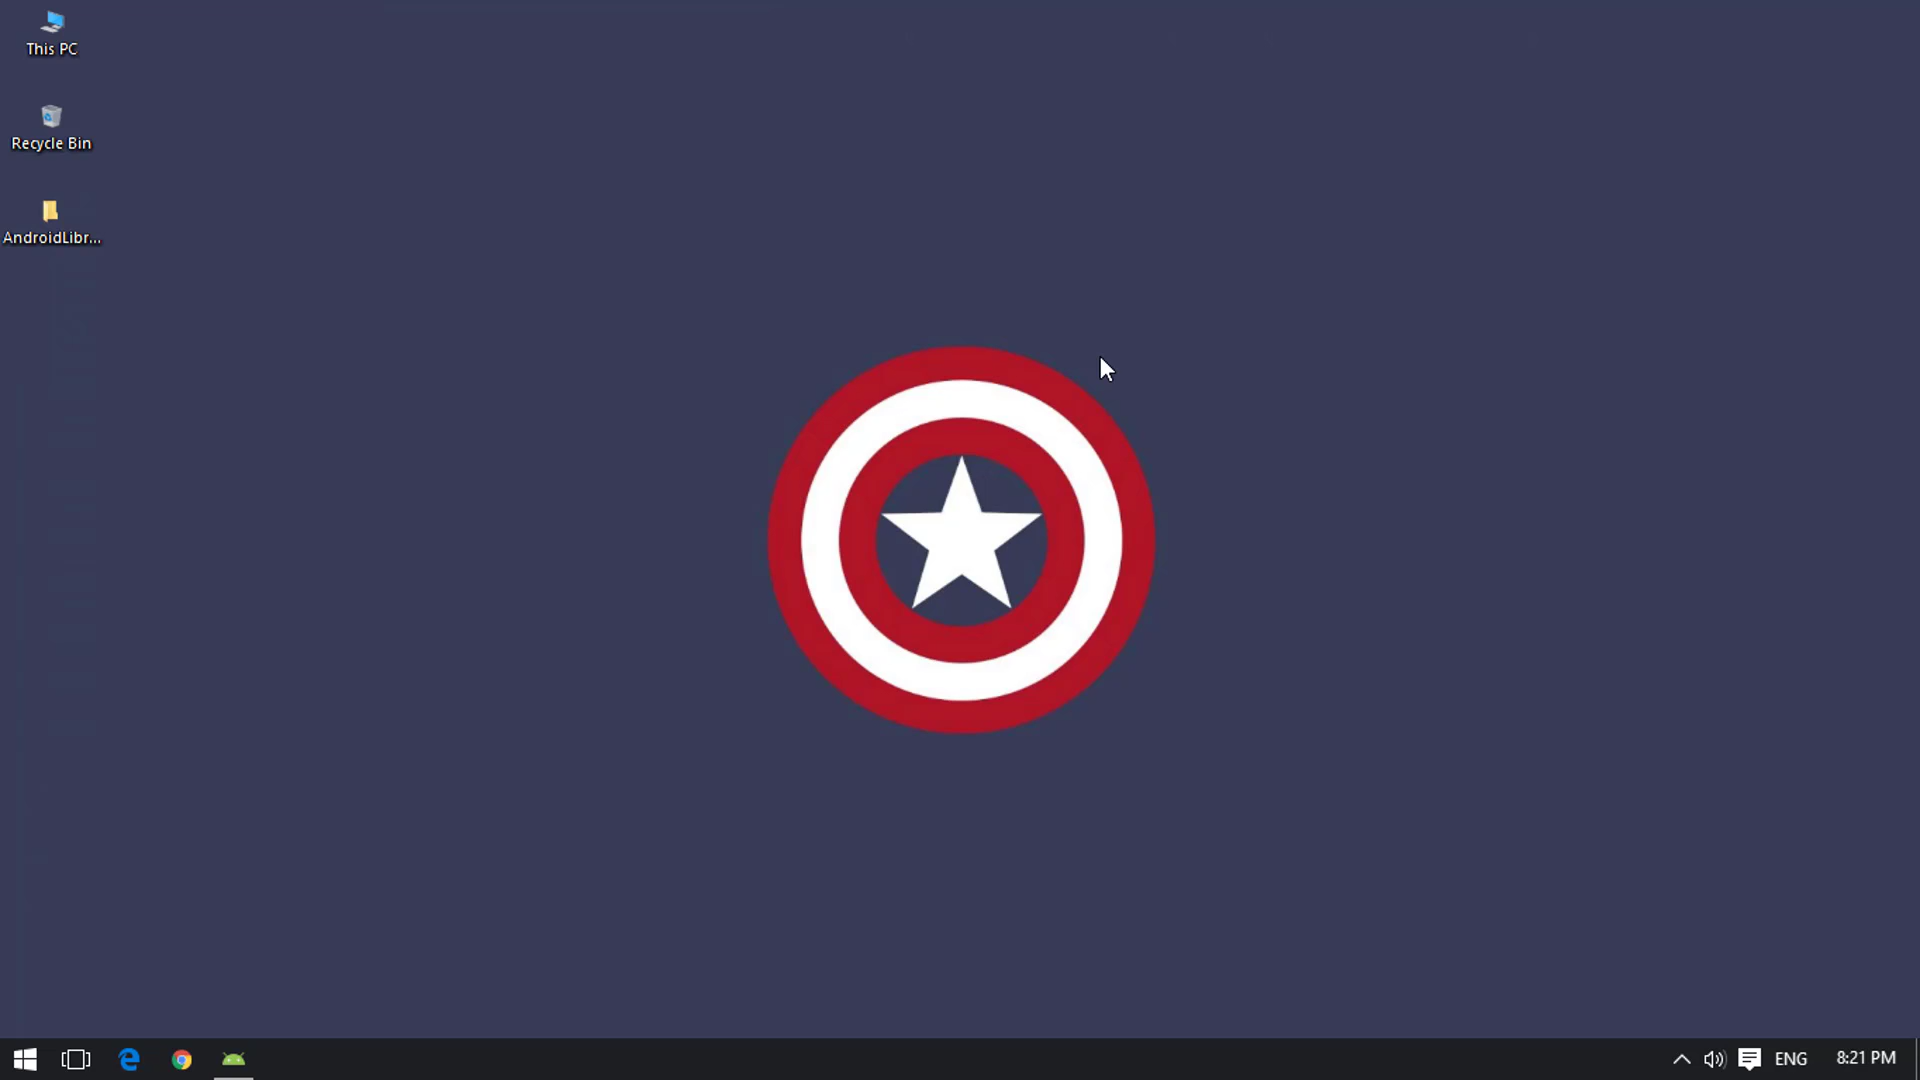 This PC
Recycle Bin
AndroidLibr...
ENG
8:21 PM